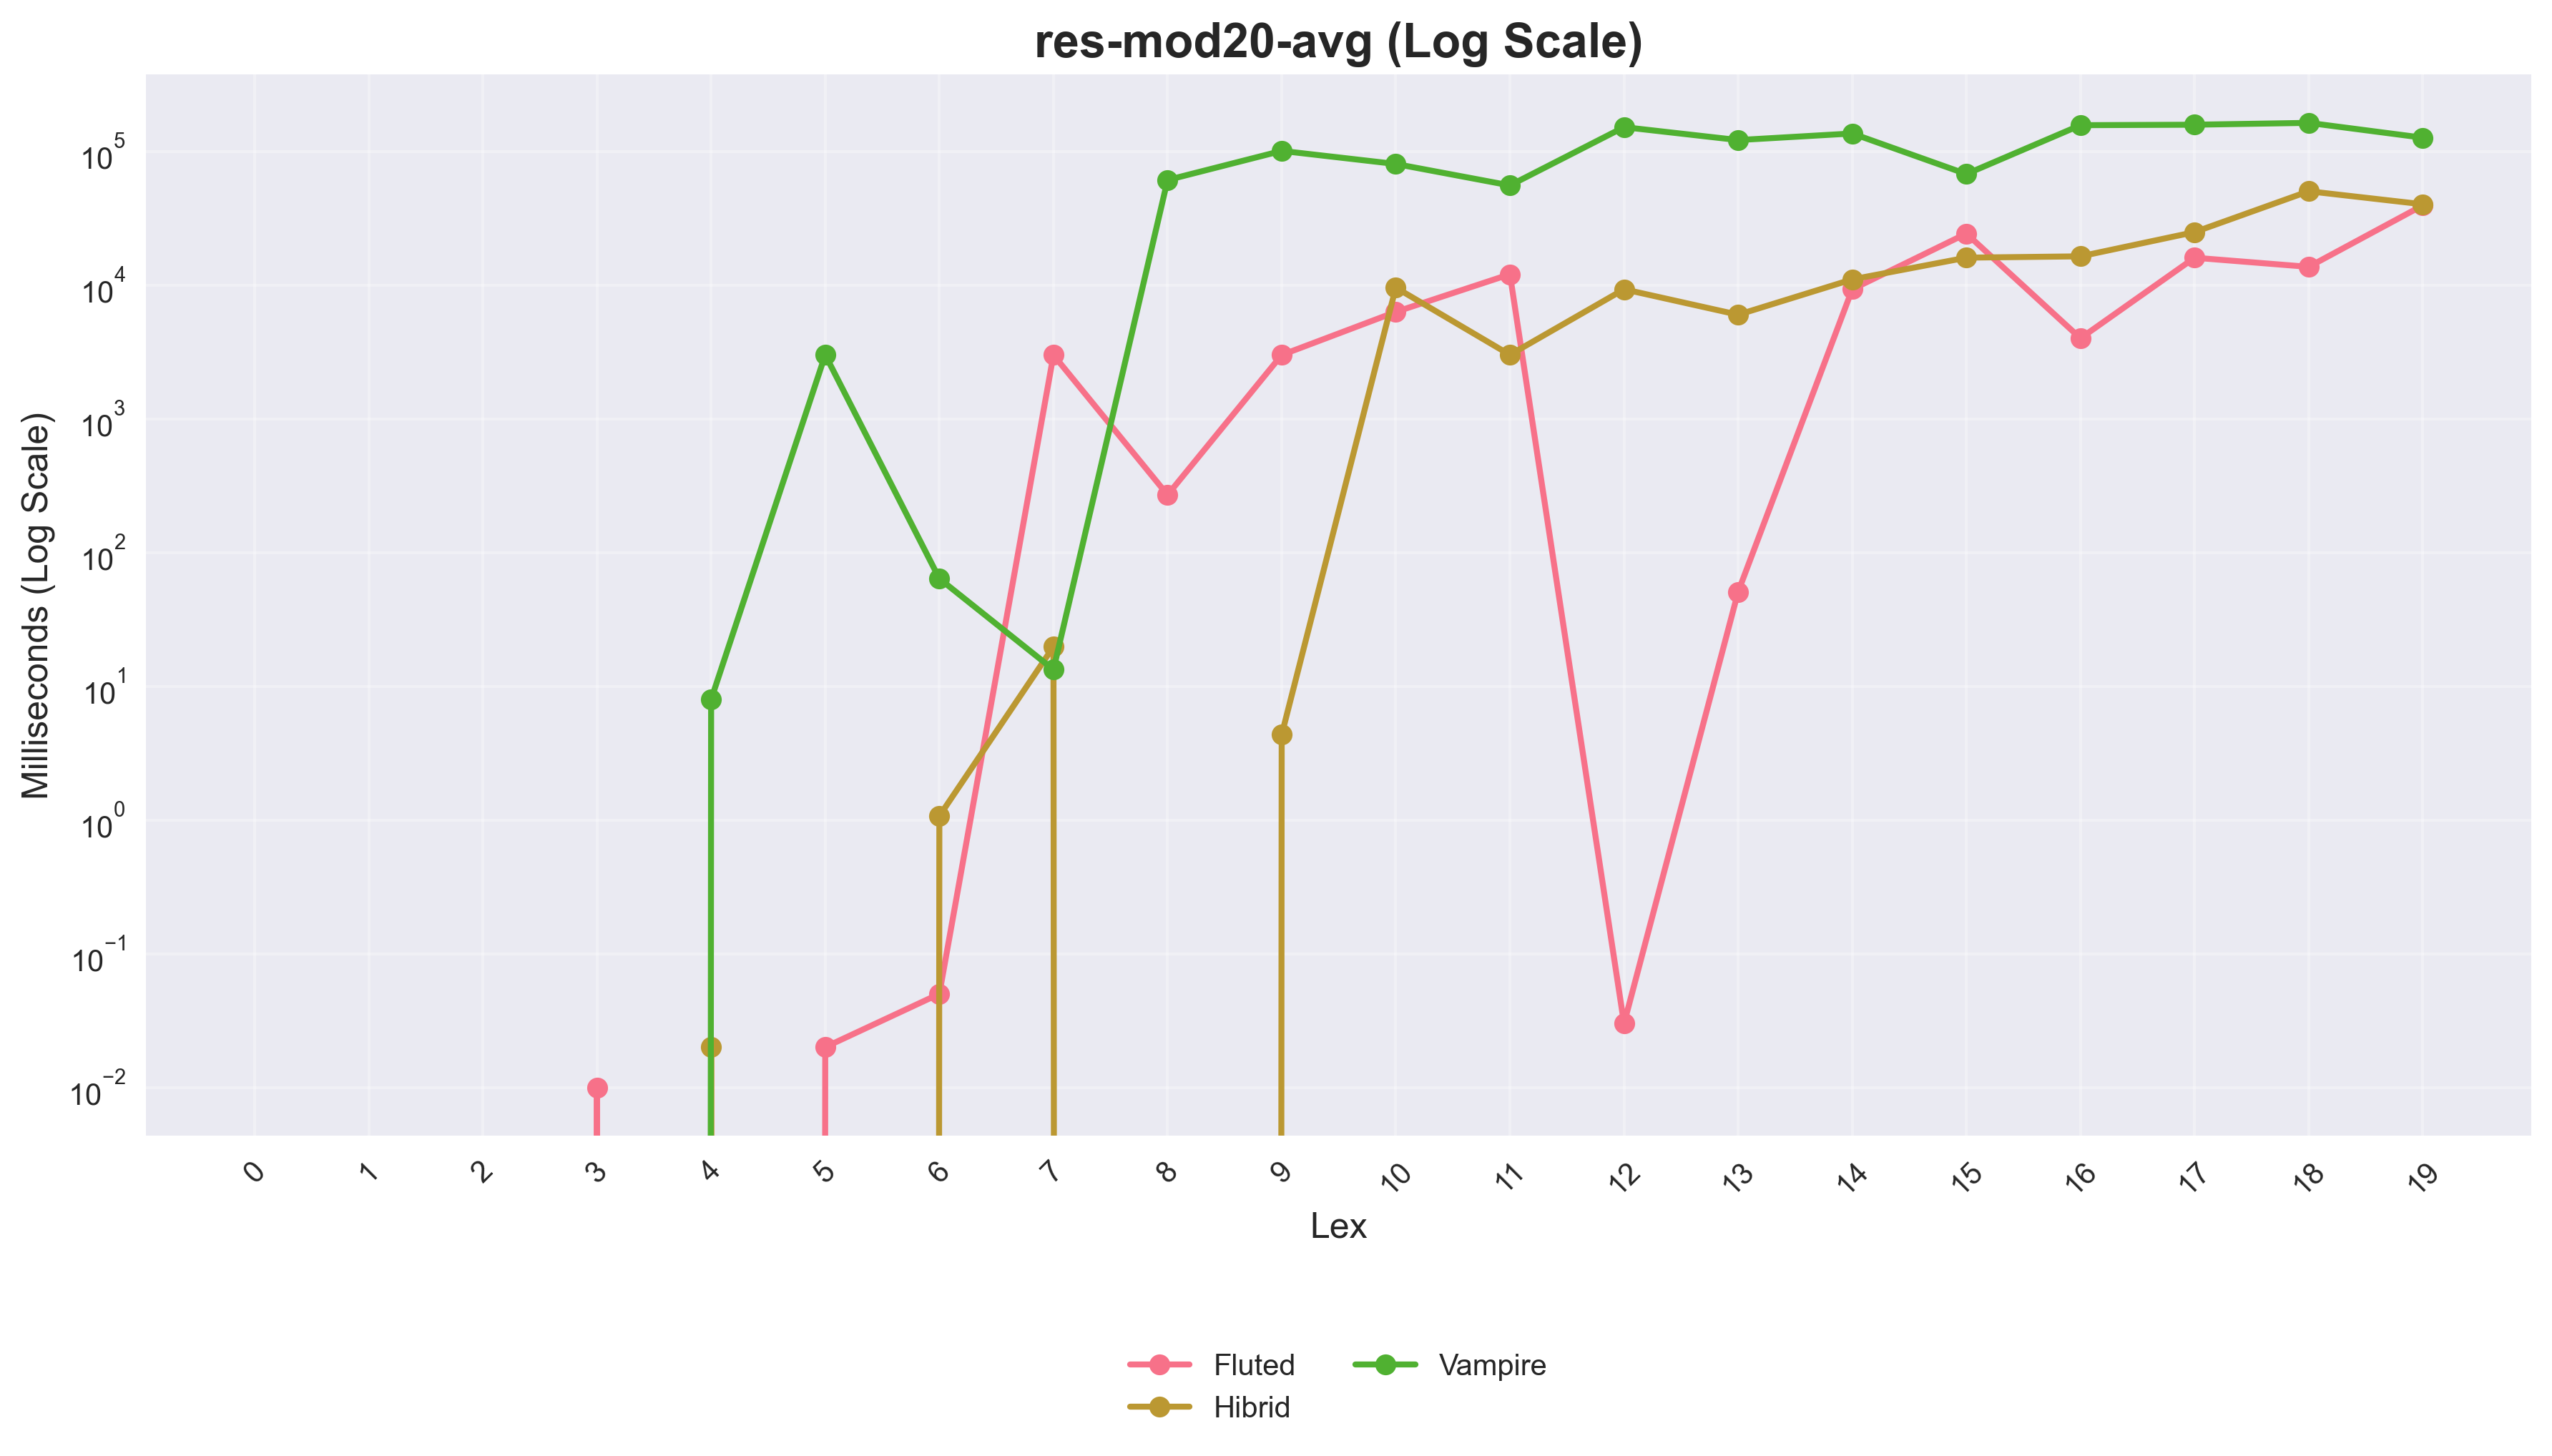 res-mod20-avg (Log Scale)
Milliseconds (Log Scale)
10^5
10^4
10^3
10^2
10^1
10^0
10^−1
10^−2
0 1 2 3 4 5 6 7 8 9 10 11 12 13 14 15 16 17 18 19
Lex
Fluted Vampire
Hibrid